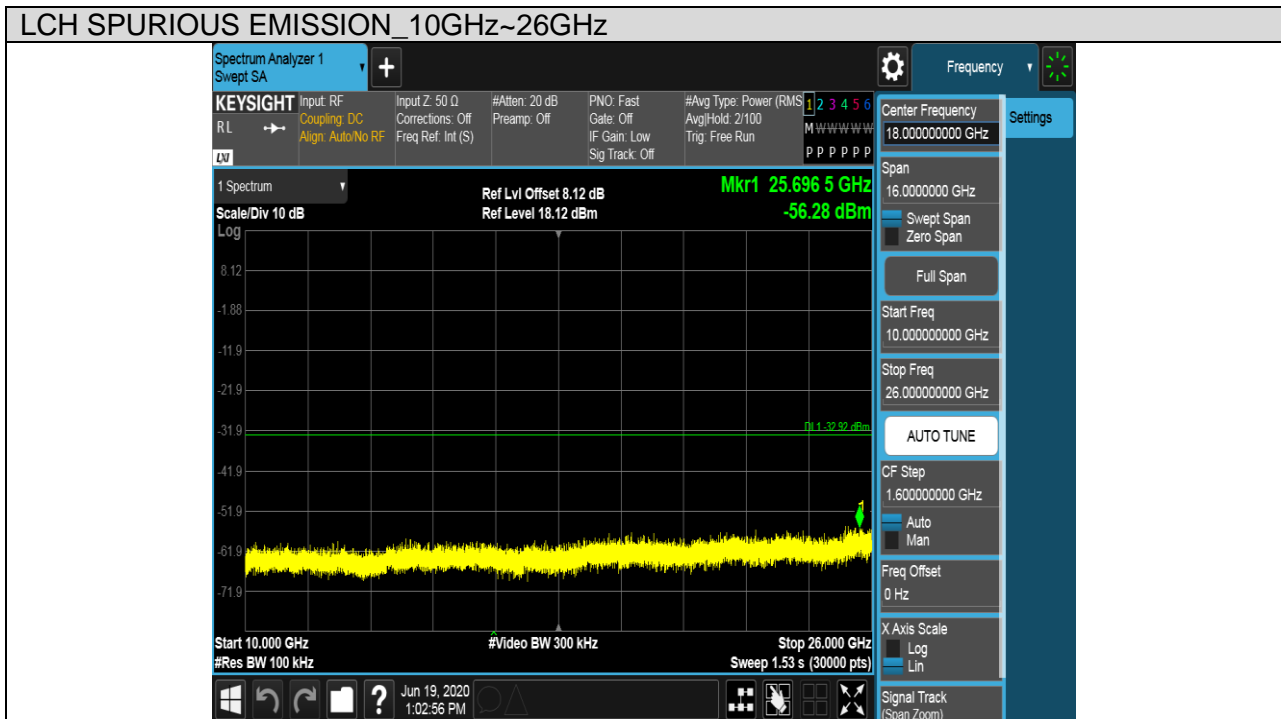 LCH SPURIOUS EMISSION_10GHz~26GHz
Spectrum Analyzer 1
Swept SA
+
Frequency
KEYSIGHT
RL
LXI
Input: RF
Coupling: DC
Align: Auto/No RF
Input Z: 50 Ω
Corrections: Off
Freq Ref: Int (S)
#Atten: 20 dB
Preamp: Off
PNO: Fast
Gate: Off
IF Gain: Low
Sig Track: Off
#Avg Type: Power (RMS
Avg|Hold: 2/100
Trig: Free Run
1 2 3 4 5 6
M W W W W W
P P P P P P
1 Spectrum
Scale/Div 10 dB
Log
Ref Lvl Offset 8.12 dB
Ref Level 18.12 dBm
Mkr1 25.696 5 GHz
-56.28 dBm
8.12
-1.88
-11.9
-21.9
-31.9
DL1 -32.92 dBm
-41.9
-51.9
1
-61.9
-71.9
Start 10.000 GHz
#Res BW 100 kHz
#Video BW 300 kHz
Stop 26.000 GHz
Sweep 1.53 s (30000 pts)
Center Frequency
18.000000000 GHz
Settings
Span
16.0000000 GHz
Swept Span
Zero Span
Full Span
Start Freq
10.000000000 GHz
Stop Freq
26.000000000 GHz
AUTO TUNE
CF Step
1.600000000 GHz
Auto
Man
Freq Offset
0 Hz
X Axis Scale
Log
Lin
Signal Track
(Span Zoom)
?
Jun 19, 2020
1:02:56 PM